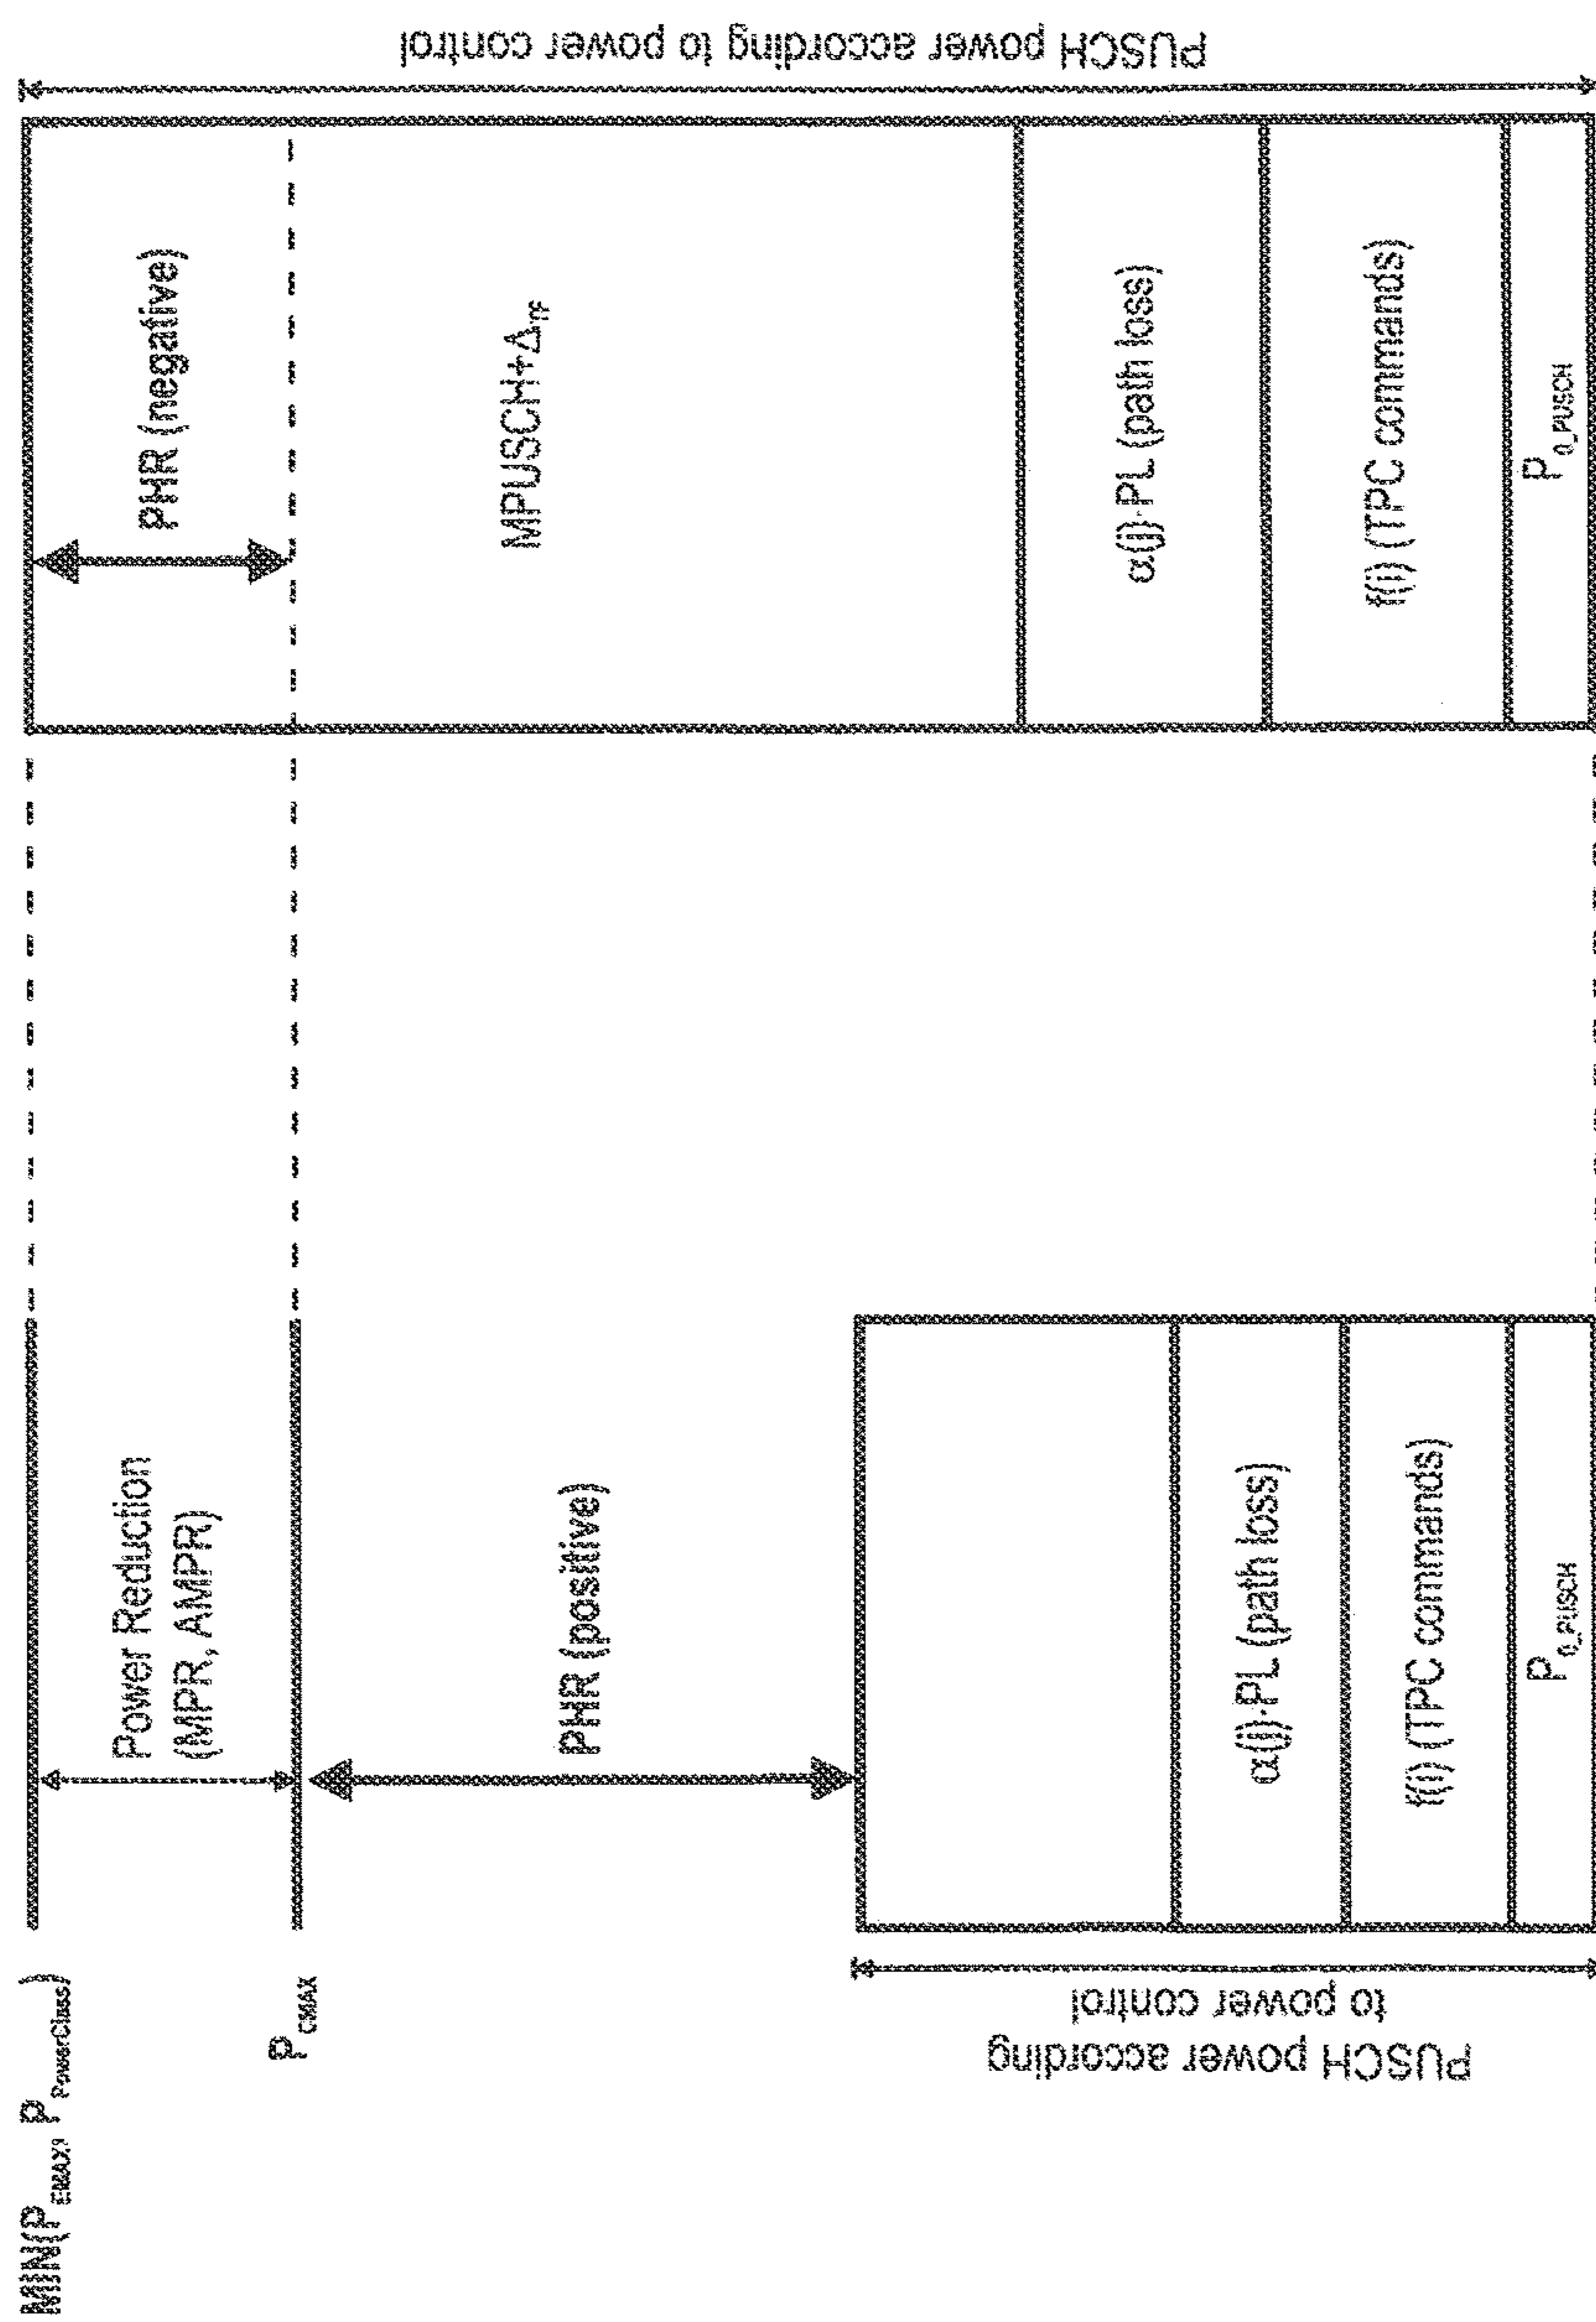 MIN(P_EMAX, P_PowerClass)
P_CMAX
Power Reduction
(MPR, AMPR)
PHR (positive)
α(j)·PL (path loss)
f(i) (TPC commands)
P_0_PUSCH
PUSCH power according
to power control
PHR (negative)
MPUSCH+Δ_TF
α(j)·PL (path loss)
f(i) (TPC commands)
P_0_PUSCH
PUSCH power according to power control